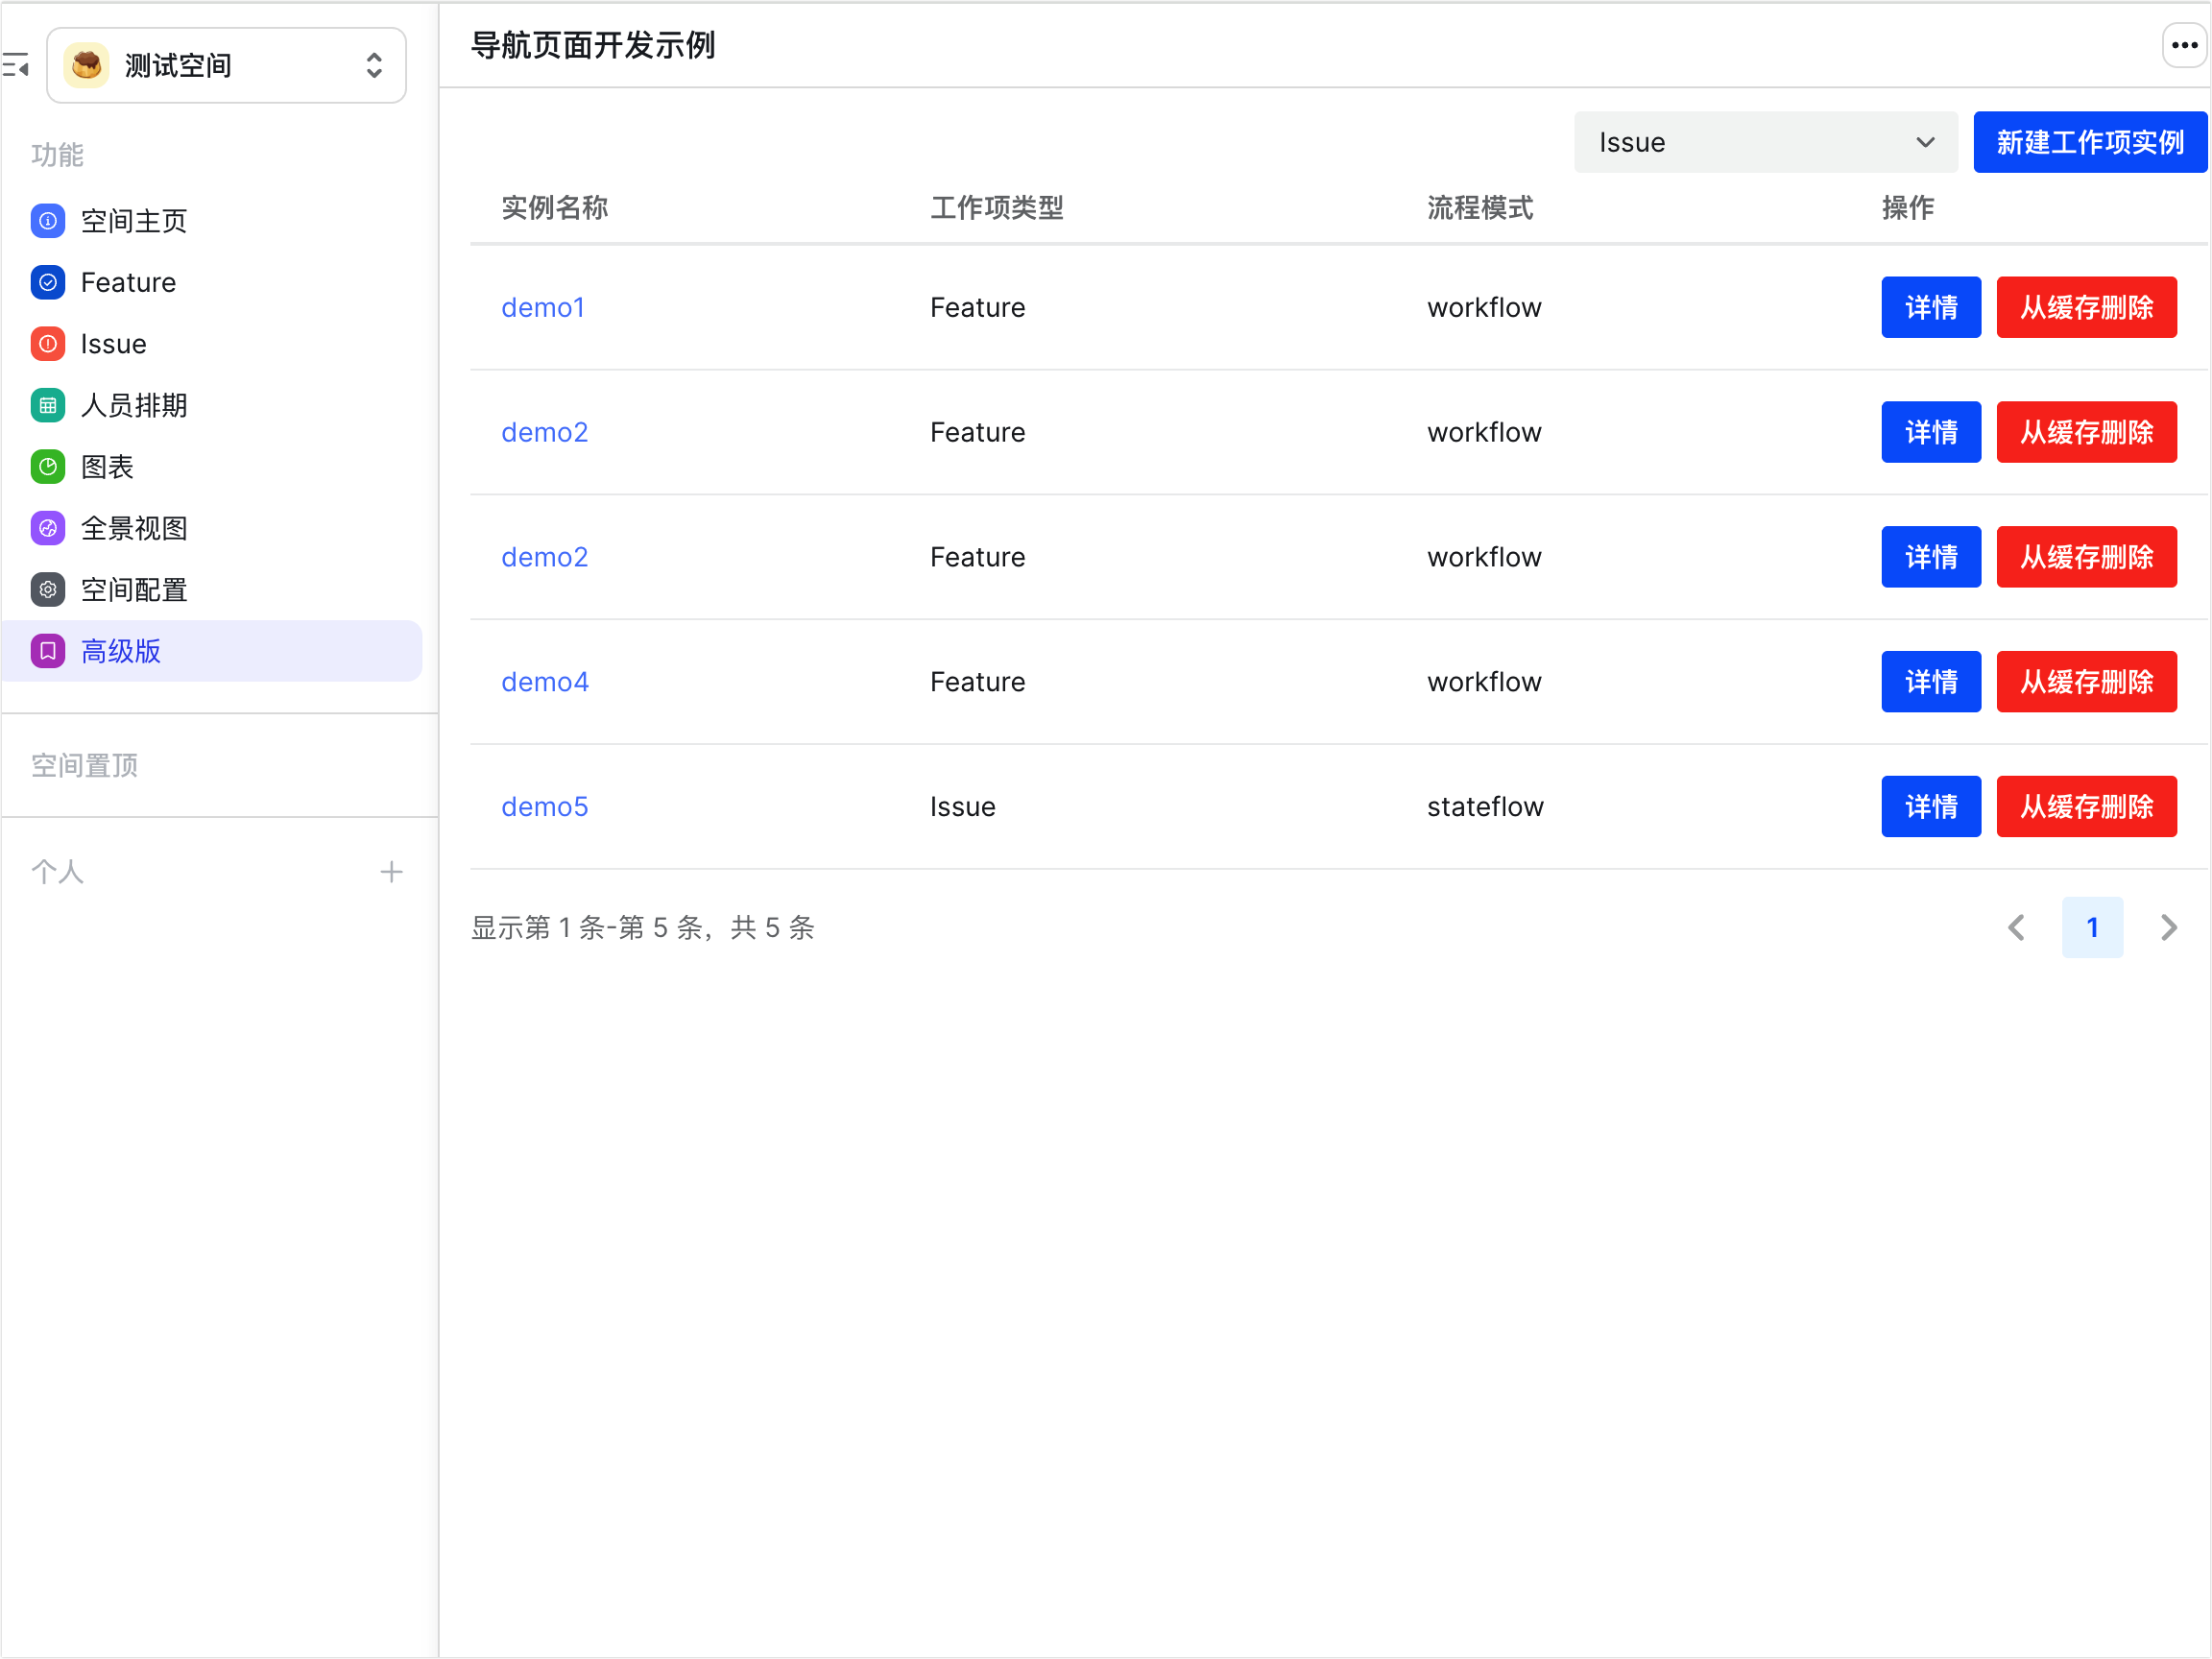 测试空间
功能
空间主页
Feature
Issue
人员排期
图表
全景视图
空间配置
高级版
空间置顶
个人
导航页面开发示例
Issue 新建工作项实例
实例名称 工作项类型 流程模式 操作
demo1 Feature workflow 详情 从缓存删除
demo2 Feature workflow 详情 从缓存删除
demo2 Feature workflow 详情 从缓存删除
demo4 Feature workflow 详情 从缓存删除
demo5 Issue stateflow 详情 从缓存删除
显示第 1 条-第 5 条，共 5 条 1